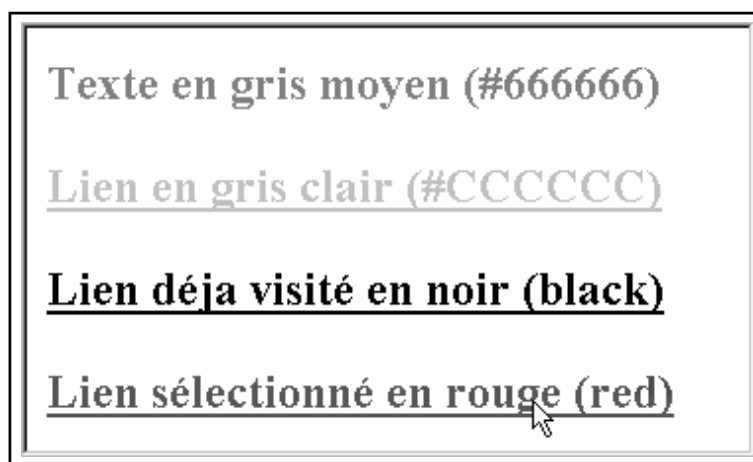 Texte en gris moyen (#666666)
Lien en gris clair (#CCCCCC)
Lien déja visité en noir (black)
Lien sélectionné en rouge (red)